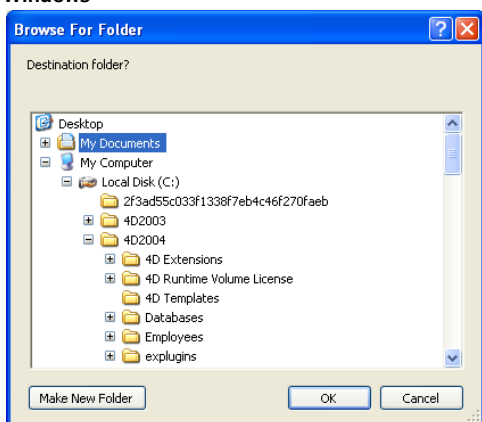 Windows
Browse For Folder
Destination folder?
Desktop
My Documents
My Computer
Local Disk (C:)
2f3ad55c033f1338f7eb4c46f270faeb
4D2003
4D2004
4D Extensions
4D Runtime Volume License
4D Templates
Databases
Employees
explugins
Make New Folder
OK
Cancel